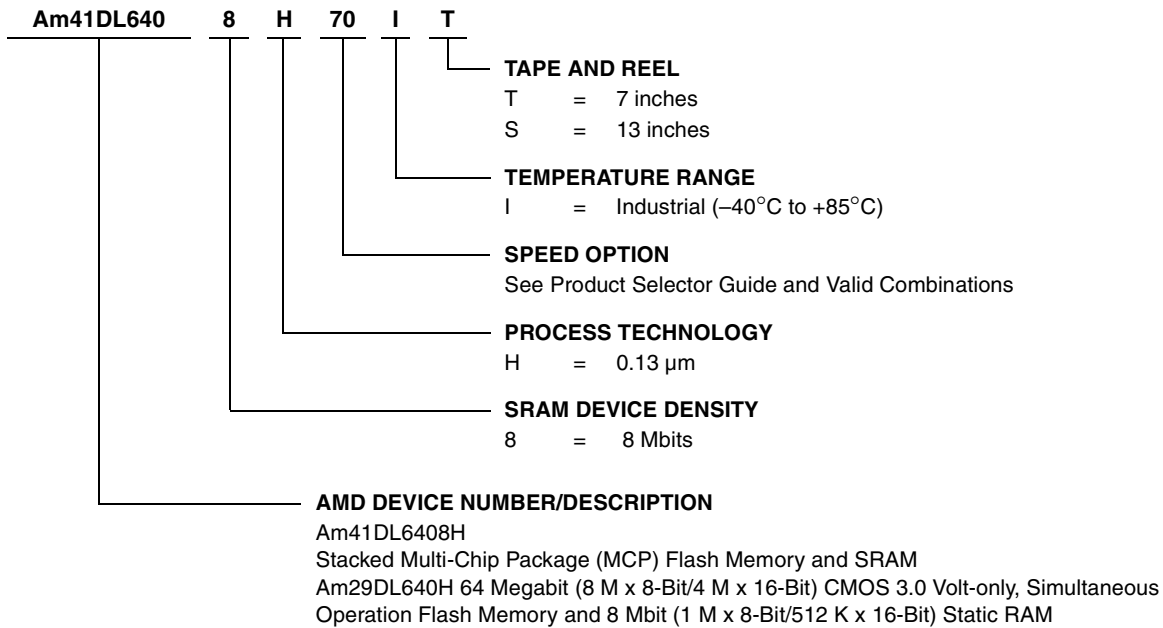 Am41DL640 8 H 70 I T
TAPE AND REEL
T = 7 inches
S = 13 inches
TEMPERATURE RANGE
I = Industrial (–40°C to +85°C)
SPEED OPTION
See Product Selector Guide and Valid Combinations
PROCESS TECHNOLOGY
H = 0.13 µm
SRAM DEVICE DENSITY
8 = 8 Mbits
AMD DEVICE NUMBER/DESCRIPTION
Am41DL6408H
Stacked Multi-Chip Package (MCP) Flash Memory and SRAM
Am29DL640H 64 Megabit (8 M x 8-Bit/4 M x 16-Bit) CMOS 3.0 Volt-only, Simultaneous
Operation Flash Memory and 8 Mbit (1 M x 8-Bit/512 K x 16-Bit) Static RAM